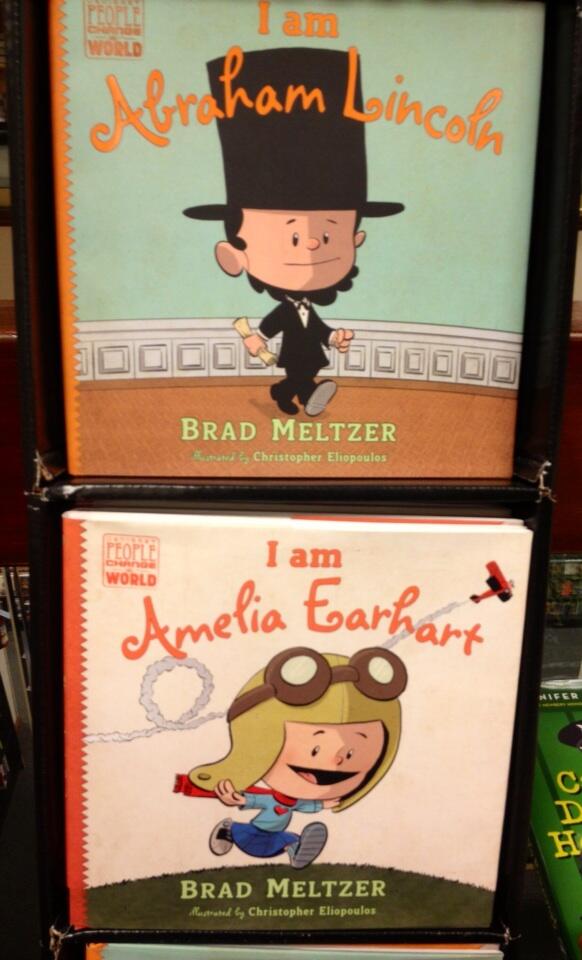 PEOPLE
CHANGE
the WORLD
I am
Abraham Lincoln
BRAD MELTZER
Illustrated by Christopher Eliopoulos
ORDINARY
PEOPLE
CHANGE
the WORLD
I am
Amelia Earhart
BRAD MELTZER
Illustrated by Christopher Eliopoulos